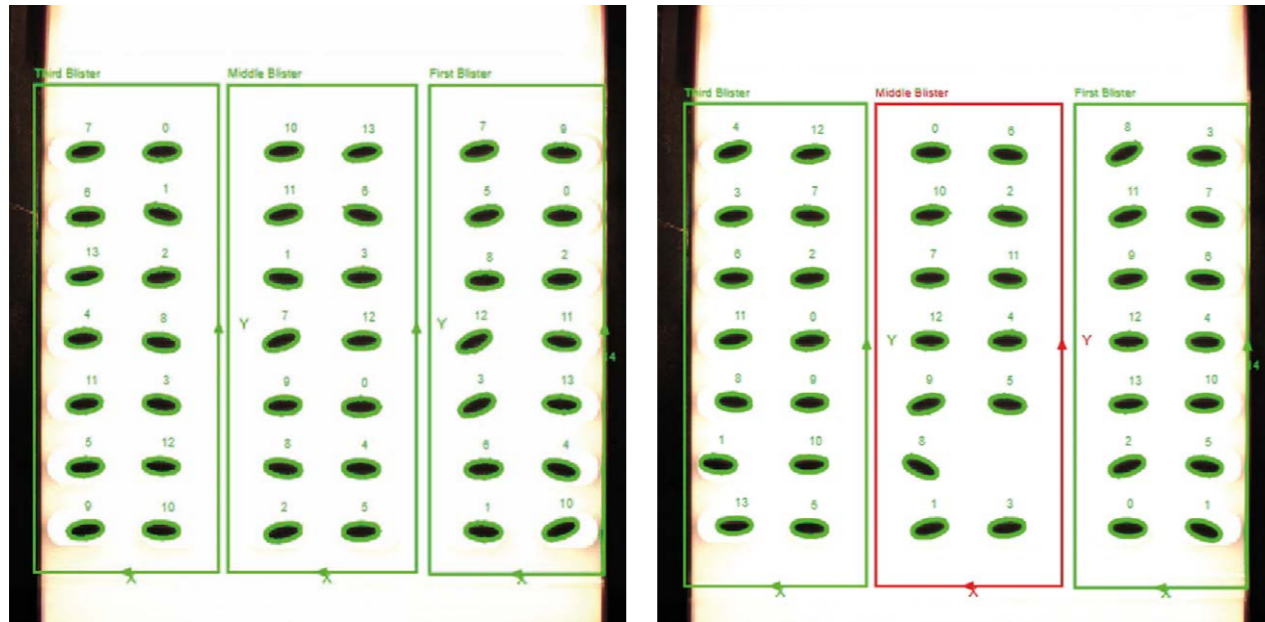 Third Blister Middle Blister First Blister
7 0 10 13 7 9
6 1 11 6 5 0
13 2 1 3 8 2
4 8 7 12 12 11
Y Y
14
11 3 9 0 3 13
5 12 8 4 6 4
9 10 2 5 1 10
X X X
Third Blister Middle Blister First Blister
4 12 0 6 8 3
3 7 10 2 11 7
6 2 7 11 9 6
11 0 12 4 12 4
Y Y
14
8 9 9 5 13 10
1 10 8 2 5
13 5 1 3 0 1
X X X